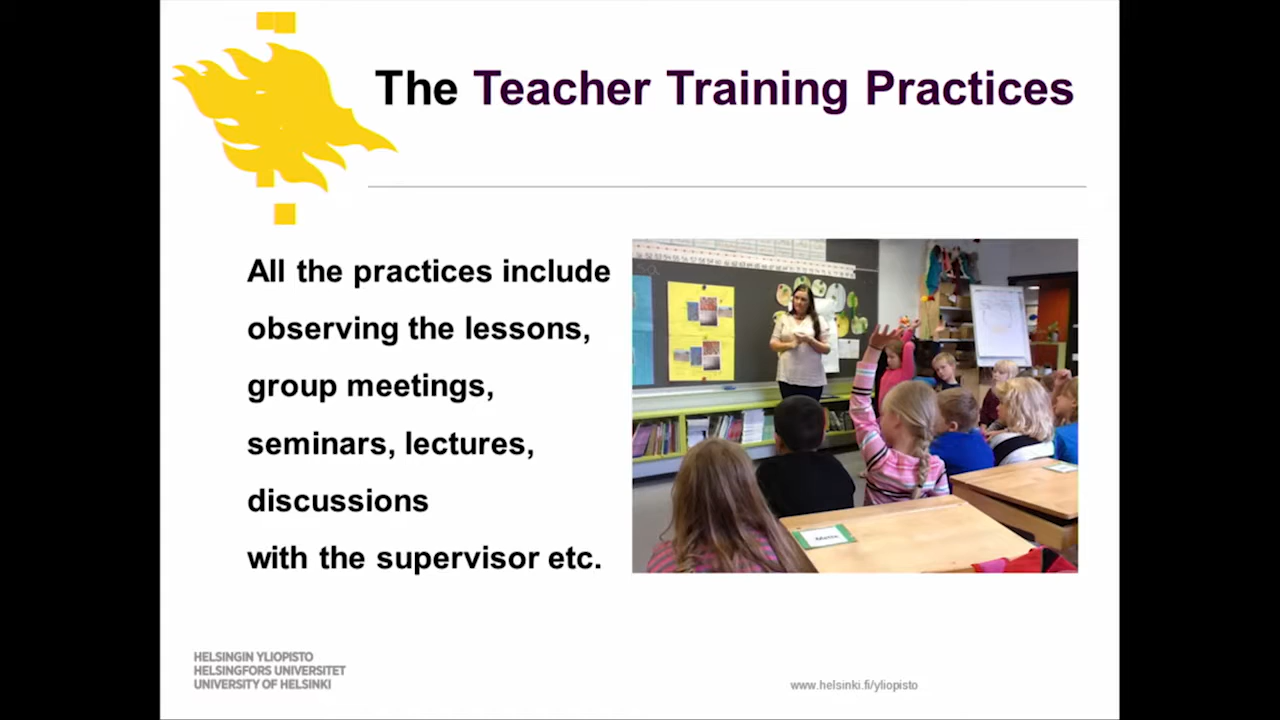 The Teacher Training Practices
All the practices include
observing the lessons,
group meetings,
seminars, lectures,
discussions
with the supervisor etc.
HELSINGIN YLIOPISTO
HELSINGFORS UNIVERSITET
UNIVERSITY OF HELSINKI
www.helsinki.fi/yliopisto